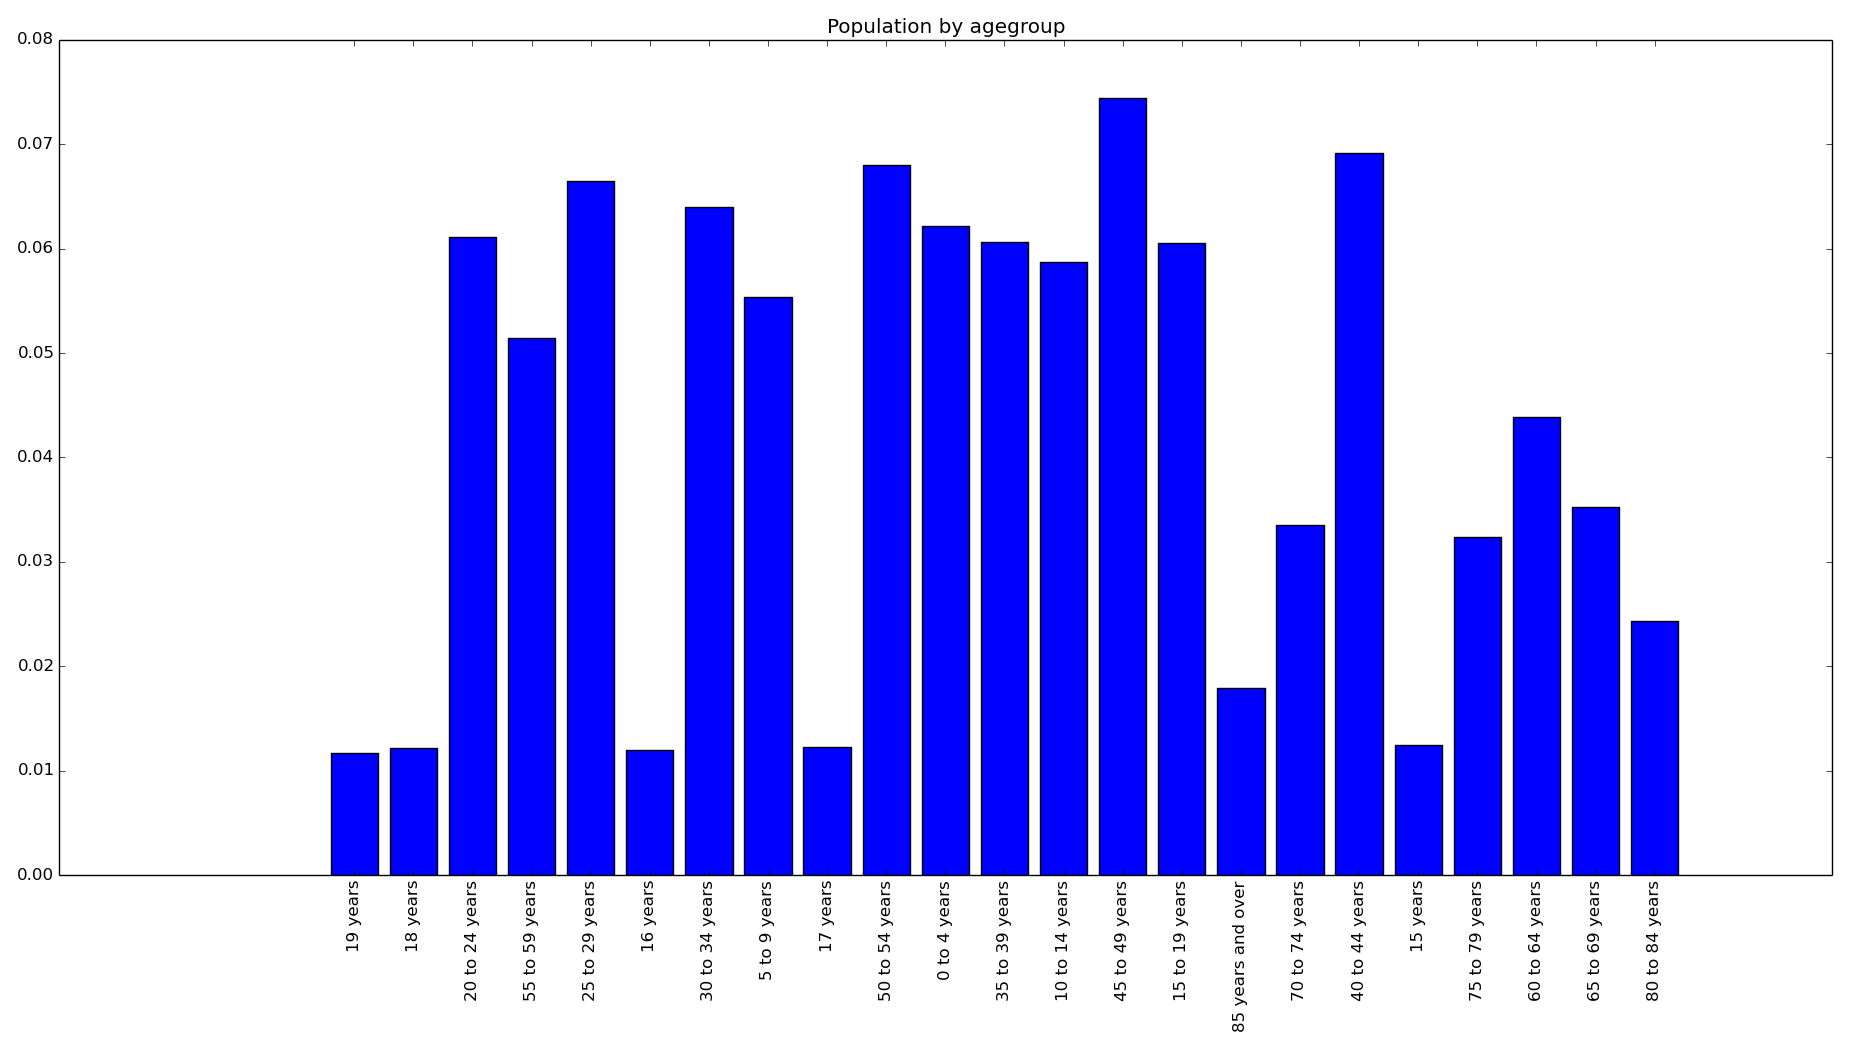 Population by agegroup
0.08
0.07
0.06
0.05
0.04
0.03
0.02
0.01
0.00
19 years
18 years
20 to 24 years
55 to 59 years
25 to 29 years
16 years
30 to 34 years
5 to 9 years
17 years
50 to 54 years
0 to 4 years
35 to 39 years
10 to 14 years
45 to 49 years
15 to 19 years
85 years and over
70 to 74 years
40 to 44 years
15 years
75 to 79 years
60 to 64 years
65 to 69 years
80 to 84 years